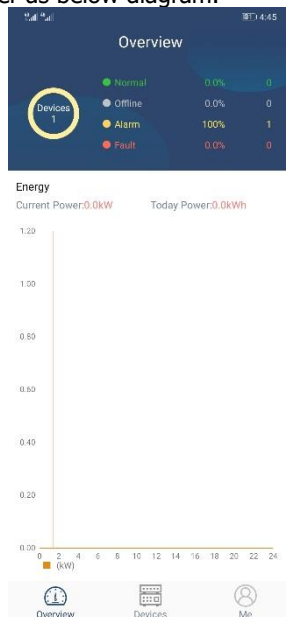 er as below diagram.
4:45
Overview
Devices
1
Normal 0.0% 0
Offline 0.0% 0
Alarm 100% 1
Fault 0.0% 0
Energy
Current Power:0.0kW Today Power:0.0kWh
1.20
1.00
0.80
0.60
0.40
0.20
0.00
0 2 4 6 8 10 12 14 16 18 20 22 24
(kW)
Overview Devices Me